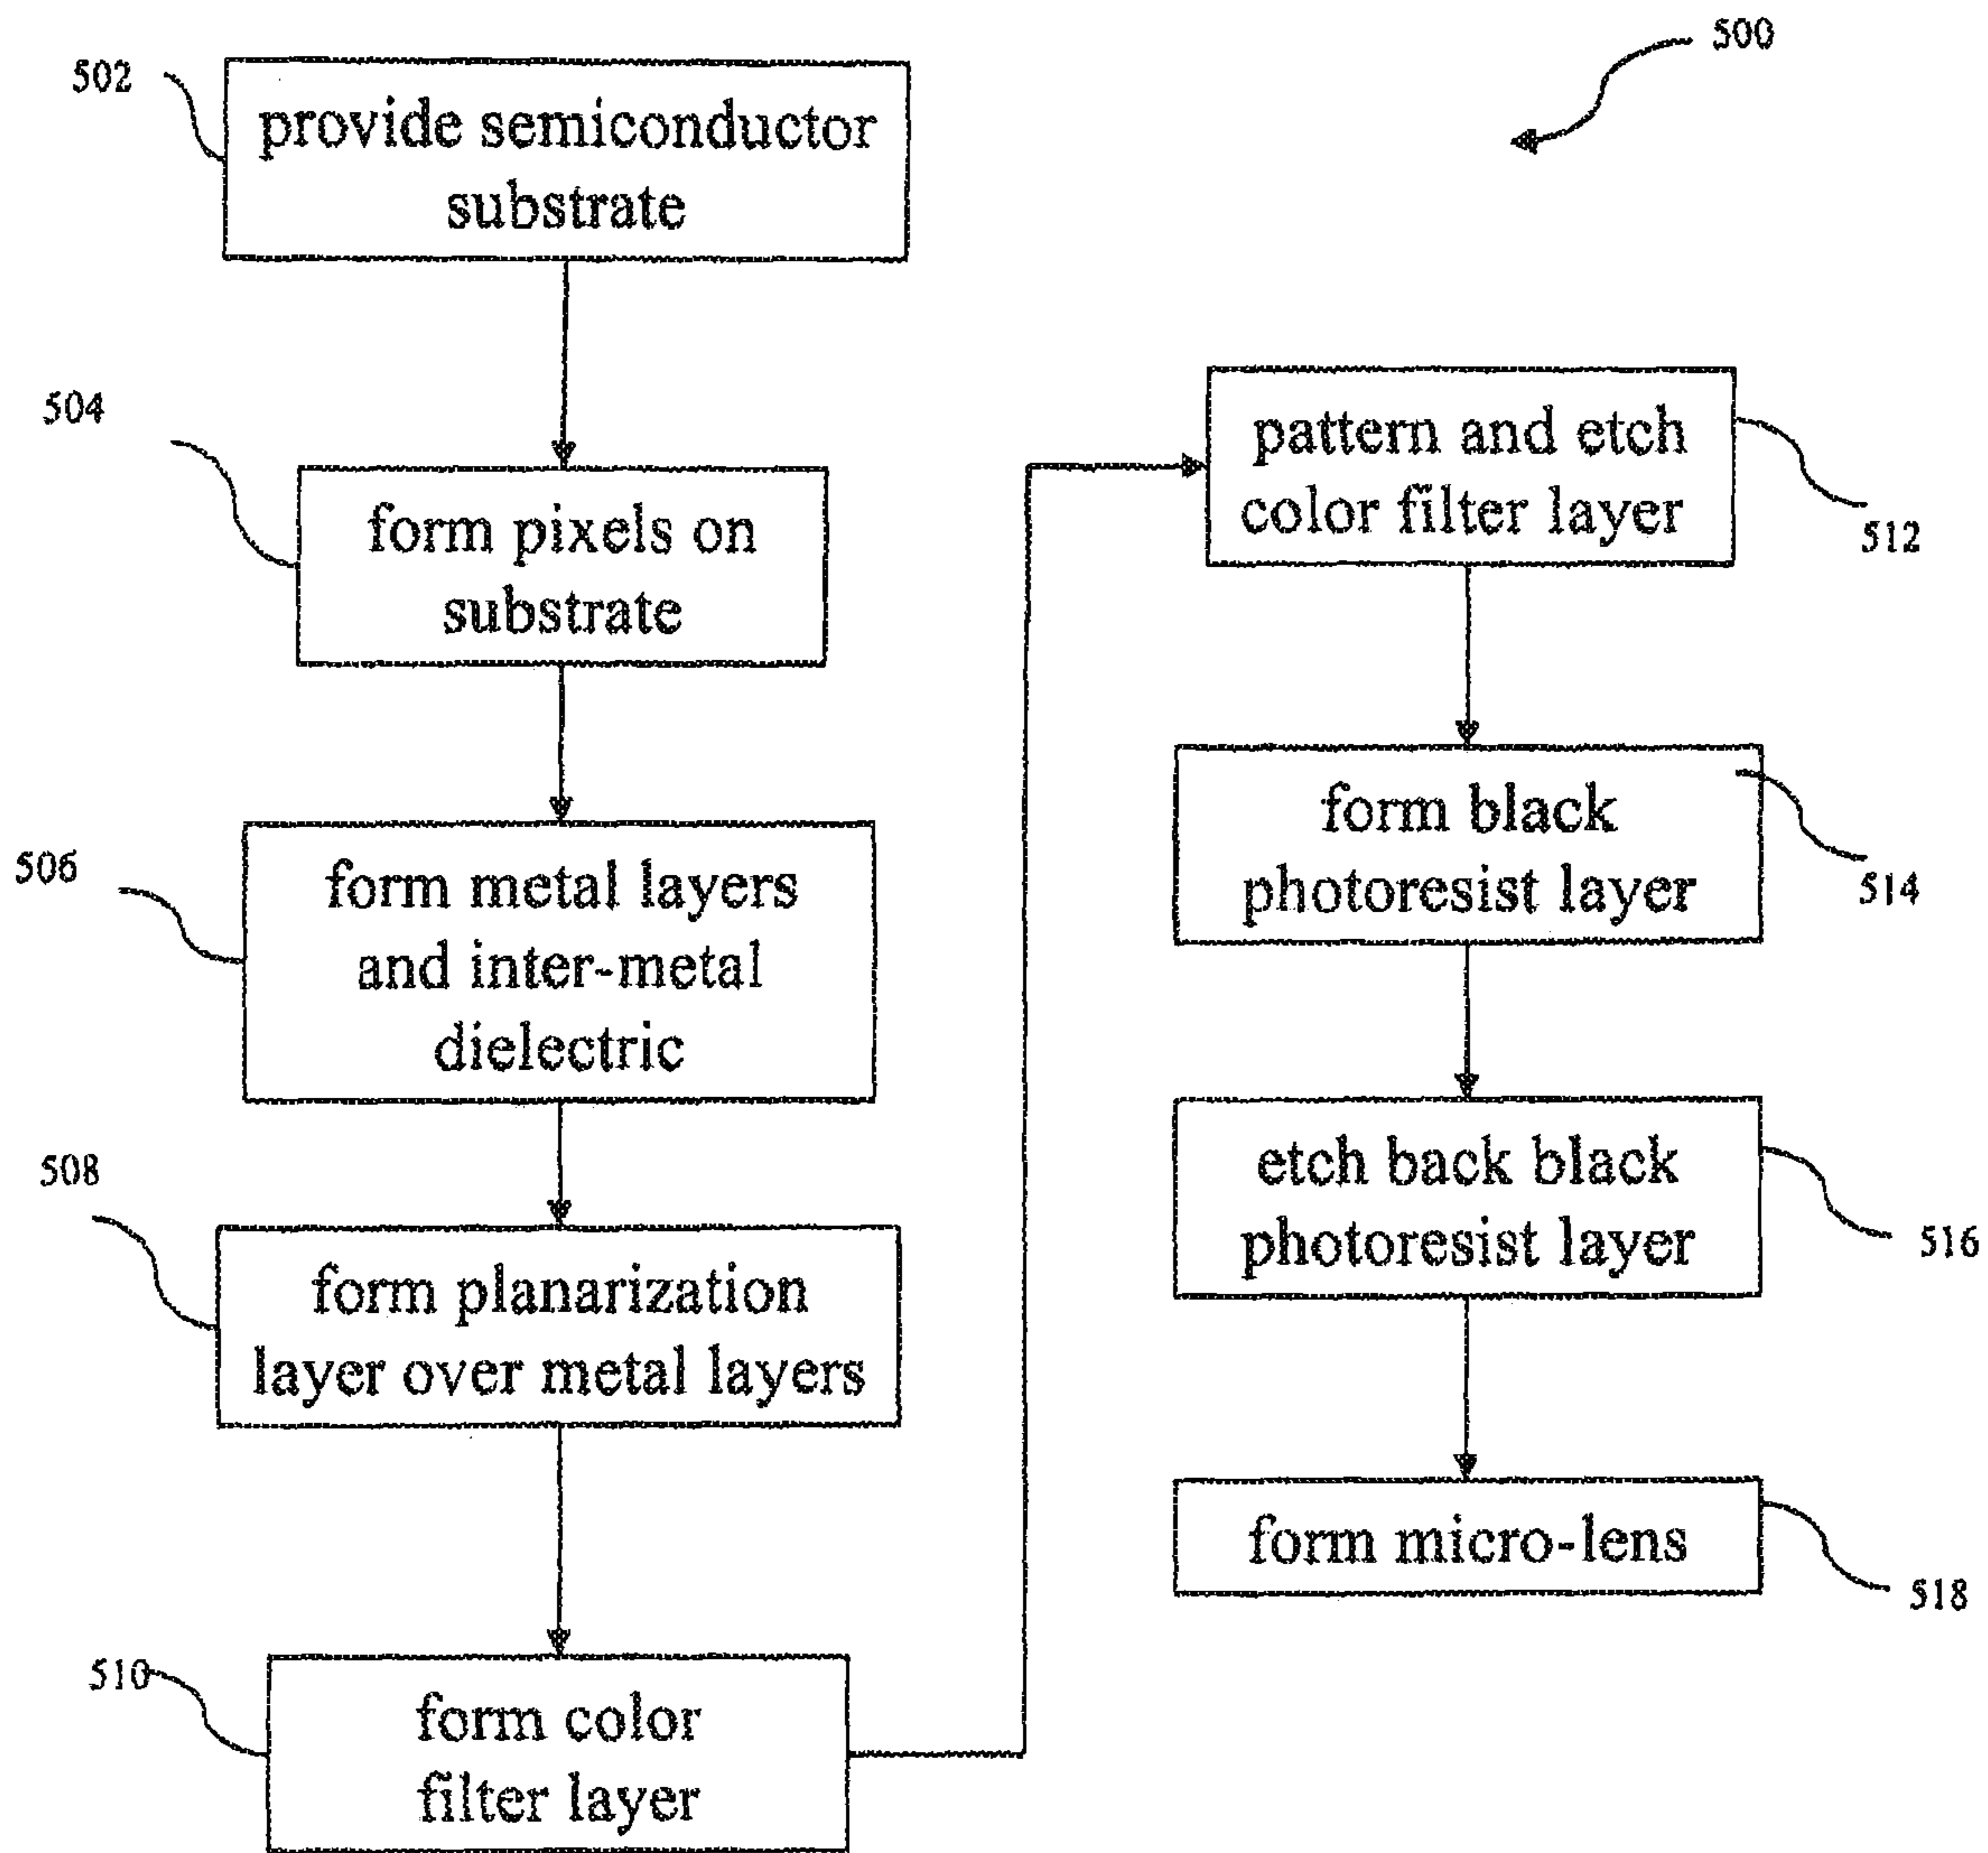 500
502
provide semiconductor
substrate
504
form pixels on
substrate
506
form metal layers
and inter-metal
dielectric
508
form planarization
layer over metal layers
510
form color
filter layer
pattern and etch
color filter layer
512
form black
photoresist layer
514
etch back black
photoresist layer
516
form micro-lens
518